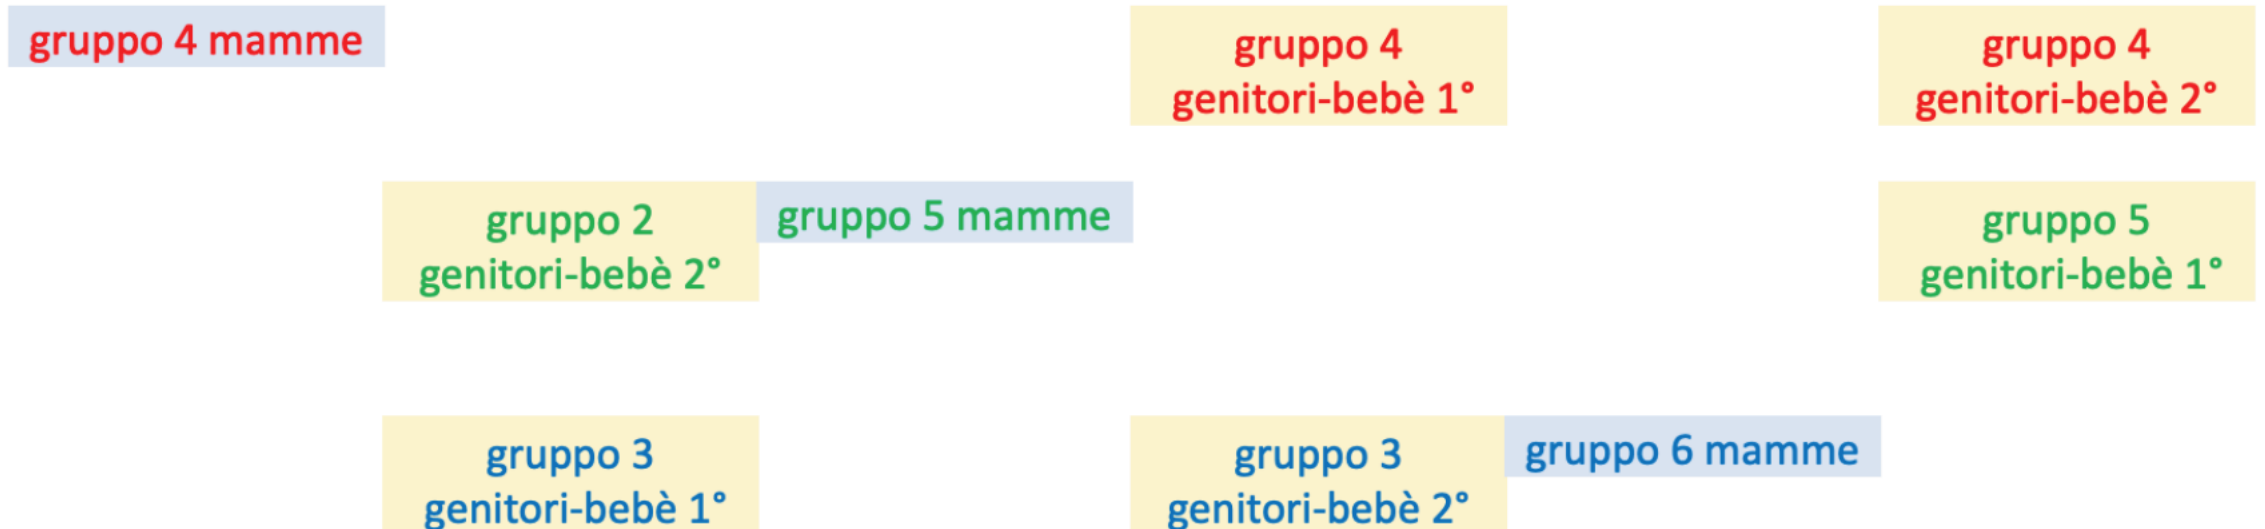 gruppo 4 mamme
gruppo 4
genitori-bebè 1°
gruppo 4
genitori-bebè 2°
gruppo 2
genitori-bebè 2°
gruppo 5 mamme
gruppo 5
genitori-bebè 1°
gruppo 3
genitori-bebè 1°
gruppo 3
genitori-bebè 2°
gruppo 6 mamme